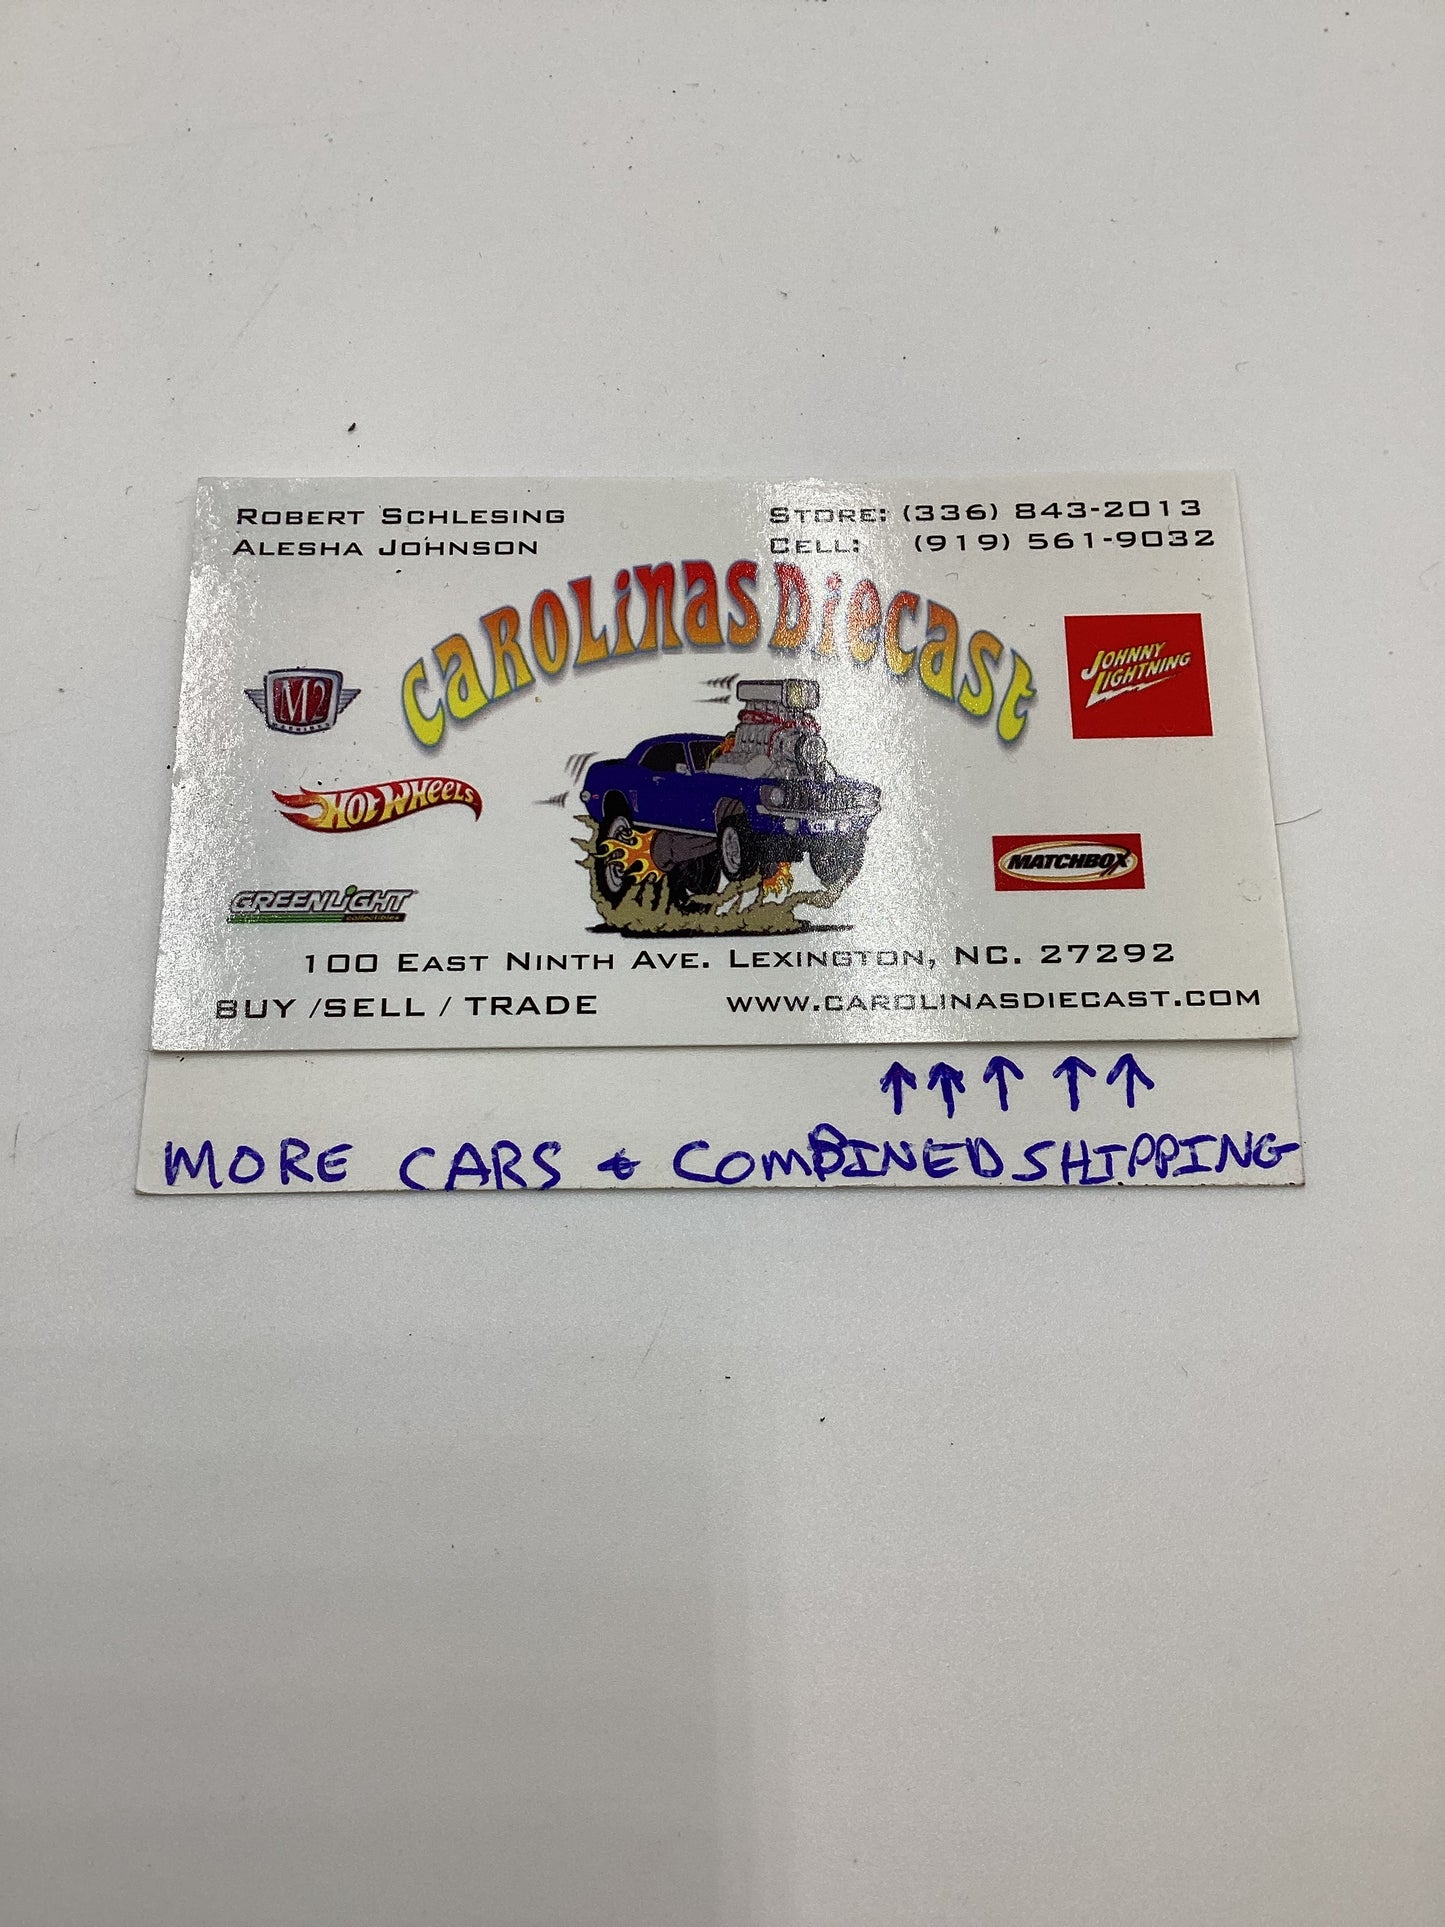 ROBERT SCHLESING
ALESHA JOHNSON
STORE: (336) 843-2013
CELL: (919) 561-9032
CAROLINAS DIECAST
M2
MACHINES
JOHNNY
LIGHTNING
HOT WHEELS
MATCHBOX
GREENLIGHT
collectibles
100 EAST NINTH AVE. LEXINGTON, NC. 27292
BUY /SELL / TRADE
WWW.CAROLINASDIECAST.COM
↑ ↑ ↑ ↑ ↑
MORE CARS & COMBINED SHIPPING